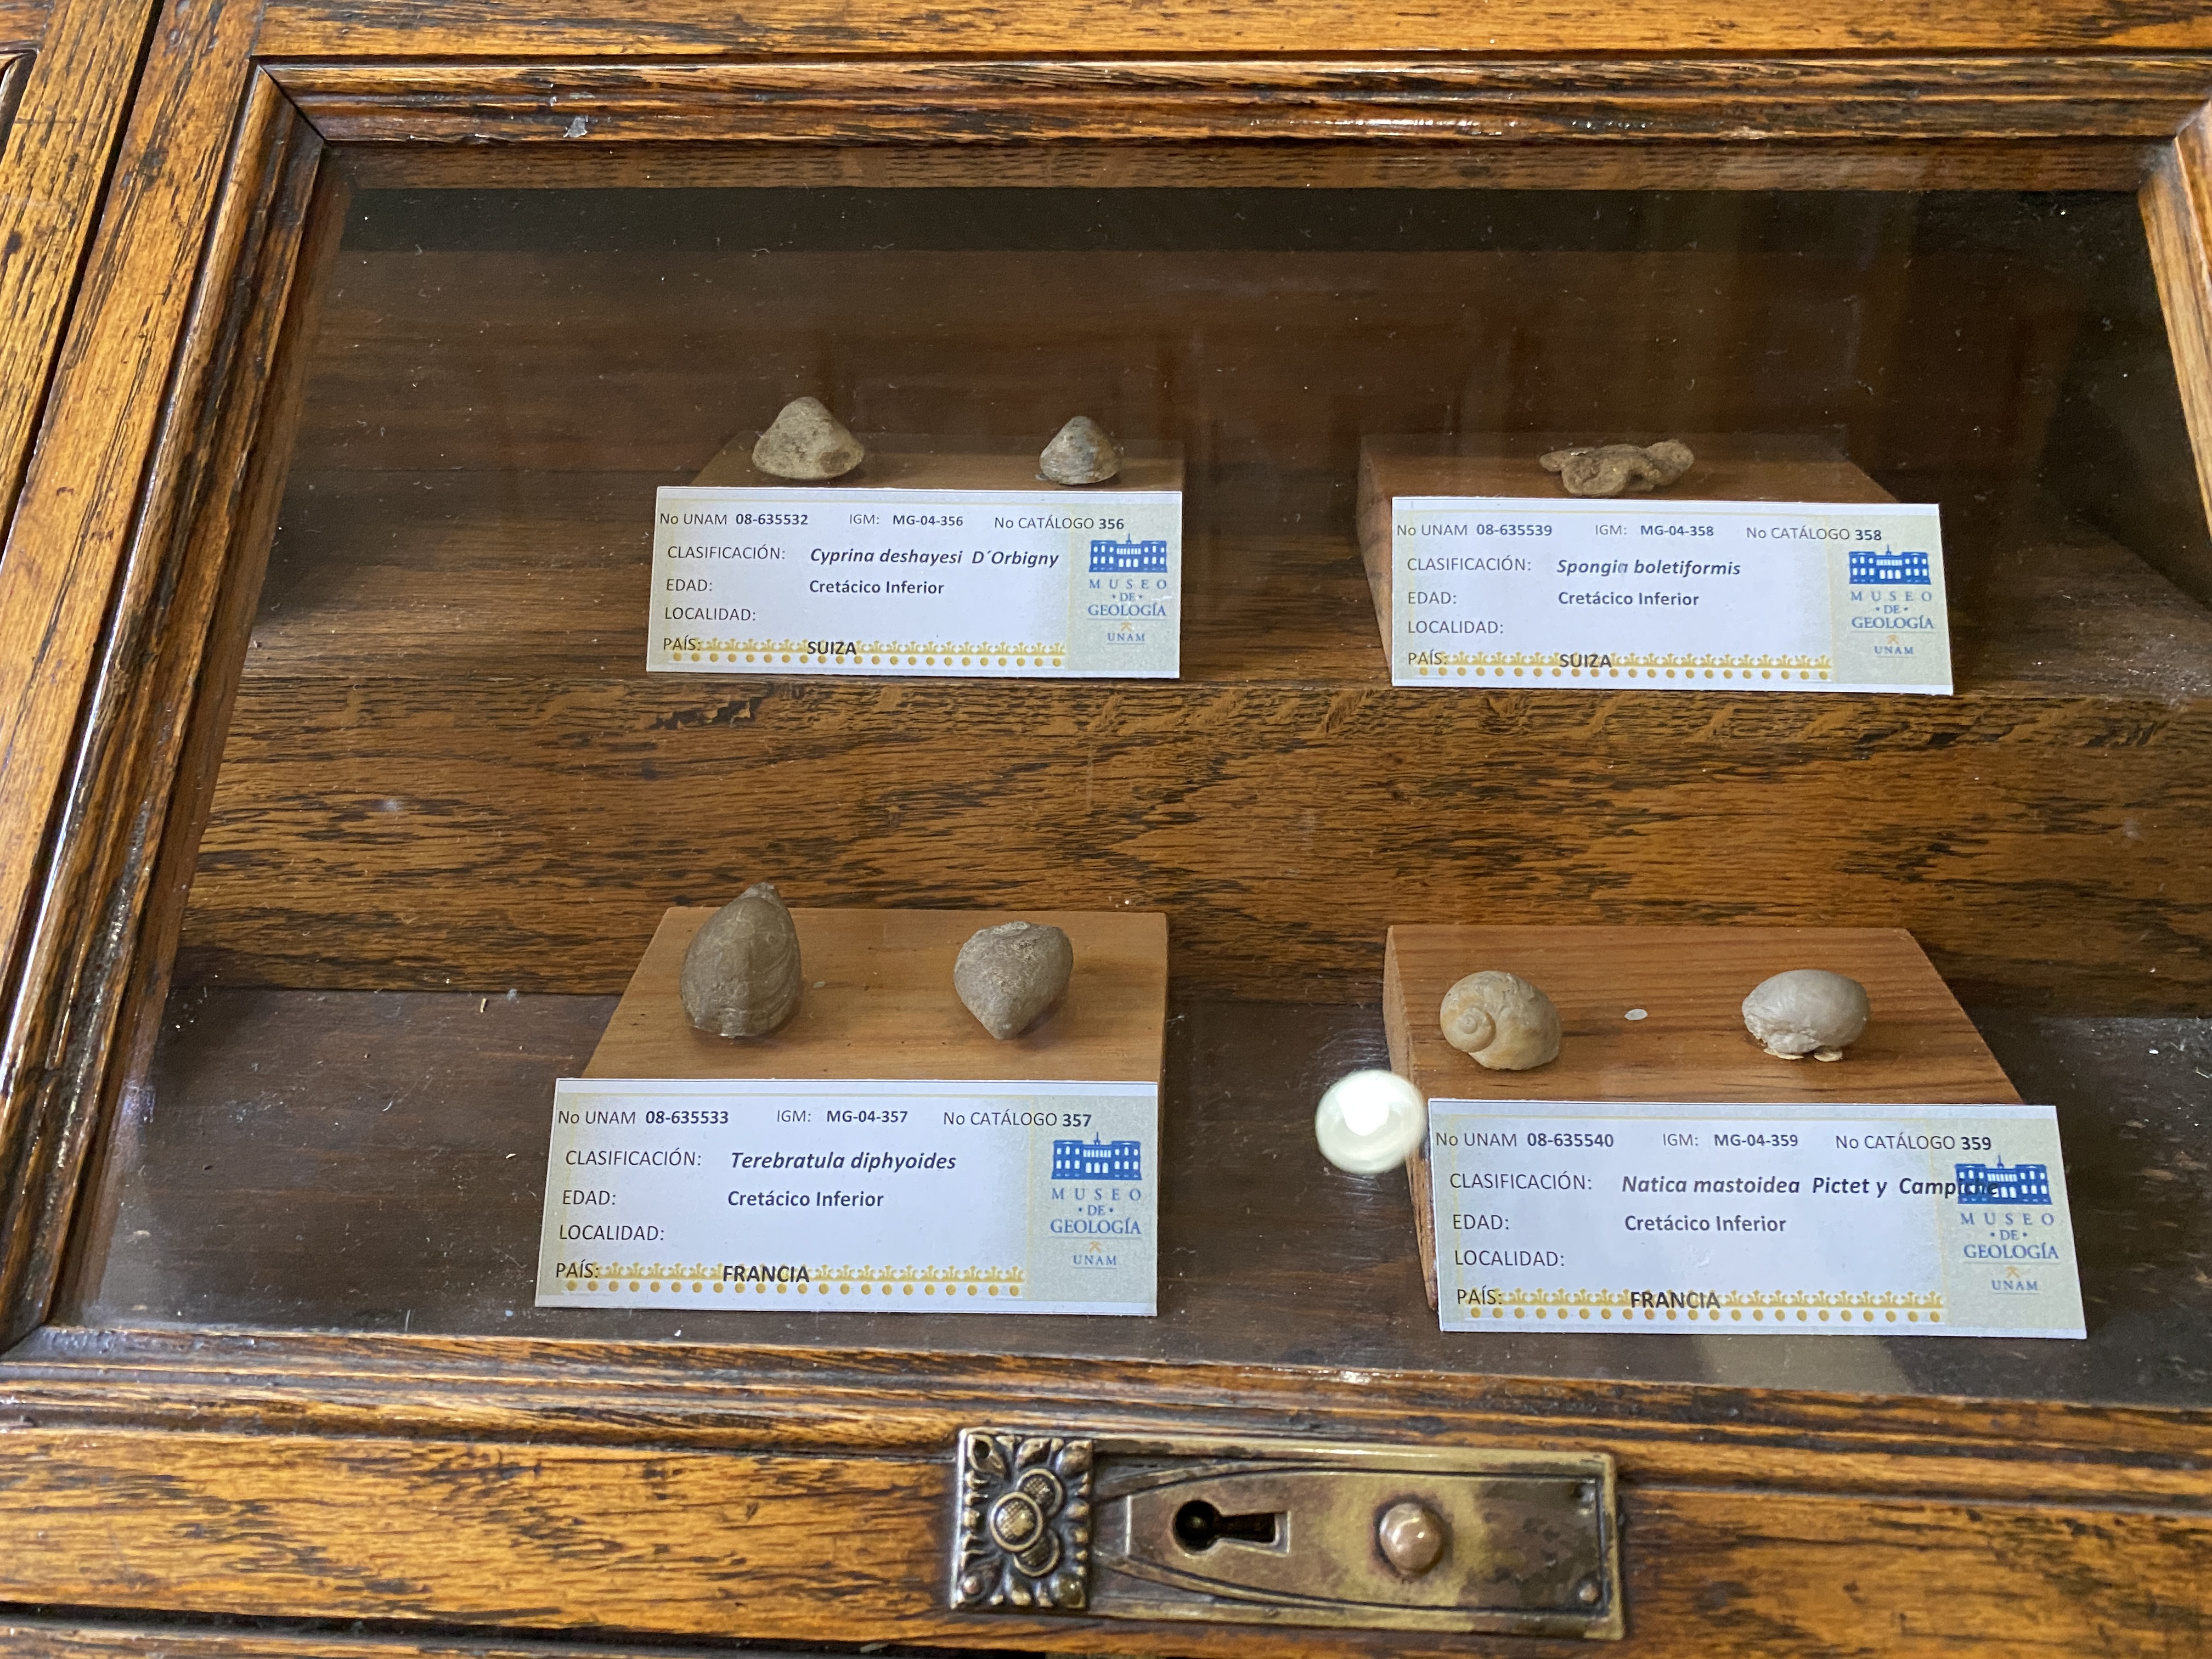 No UNAM 08-635532 IGM: MG-04-356 No CATÁLOGO 356
CLASIFICACIÓN: Cyprina deshayesi D´Orbigny
EDAD: Cretácico Inferior
LOCALIDAD:
PAÍS: SUIZA
MUSEO
·DE·
GEOLOGÍA
UNAM
No UNAM 08-635539 IGM: MG-04-358 No CATÁLOGO 358
CLASIFICACIÓN: Spongia boletiformis
EDAD: Cretácico Inferior
LOCALIDAD:
PAÍS: SUIZA
MUSEO
·DE·
GEOLOGÍA
UNAM
No UNAM 08-635533 IGM: MG-04-357 No CATÁLOGO 357
CLASIFICACIÓN: Terebratula diphyoides
EDAD: Cretácico Inferior
LOCALIDAD:
PAÍS: FRANCIA
MUSEO
·DE·
GEOLOGÍA
UNAM
No UNAM 08-635540 IGM: MG-04-359 No CATÁLOGO 359
CLASIFICACIÓN: Natica mastoidea Pictet y Campiche
EDAD: Cretácico Inferior
LOCALIDAD:
PAÍS: FRANCIA
MUSEO
·DE·
GEOLOGÍA
UNAM